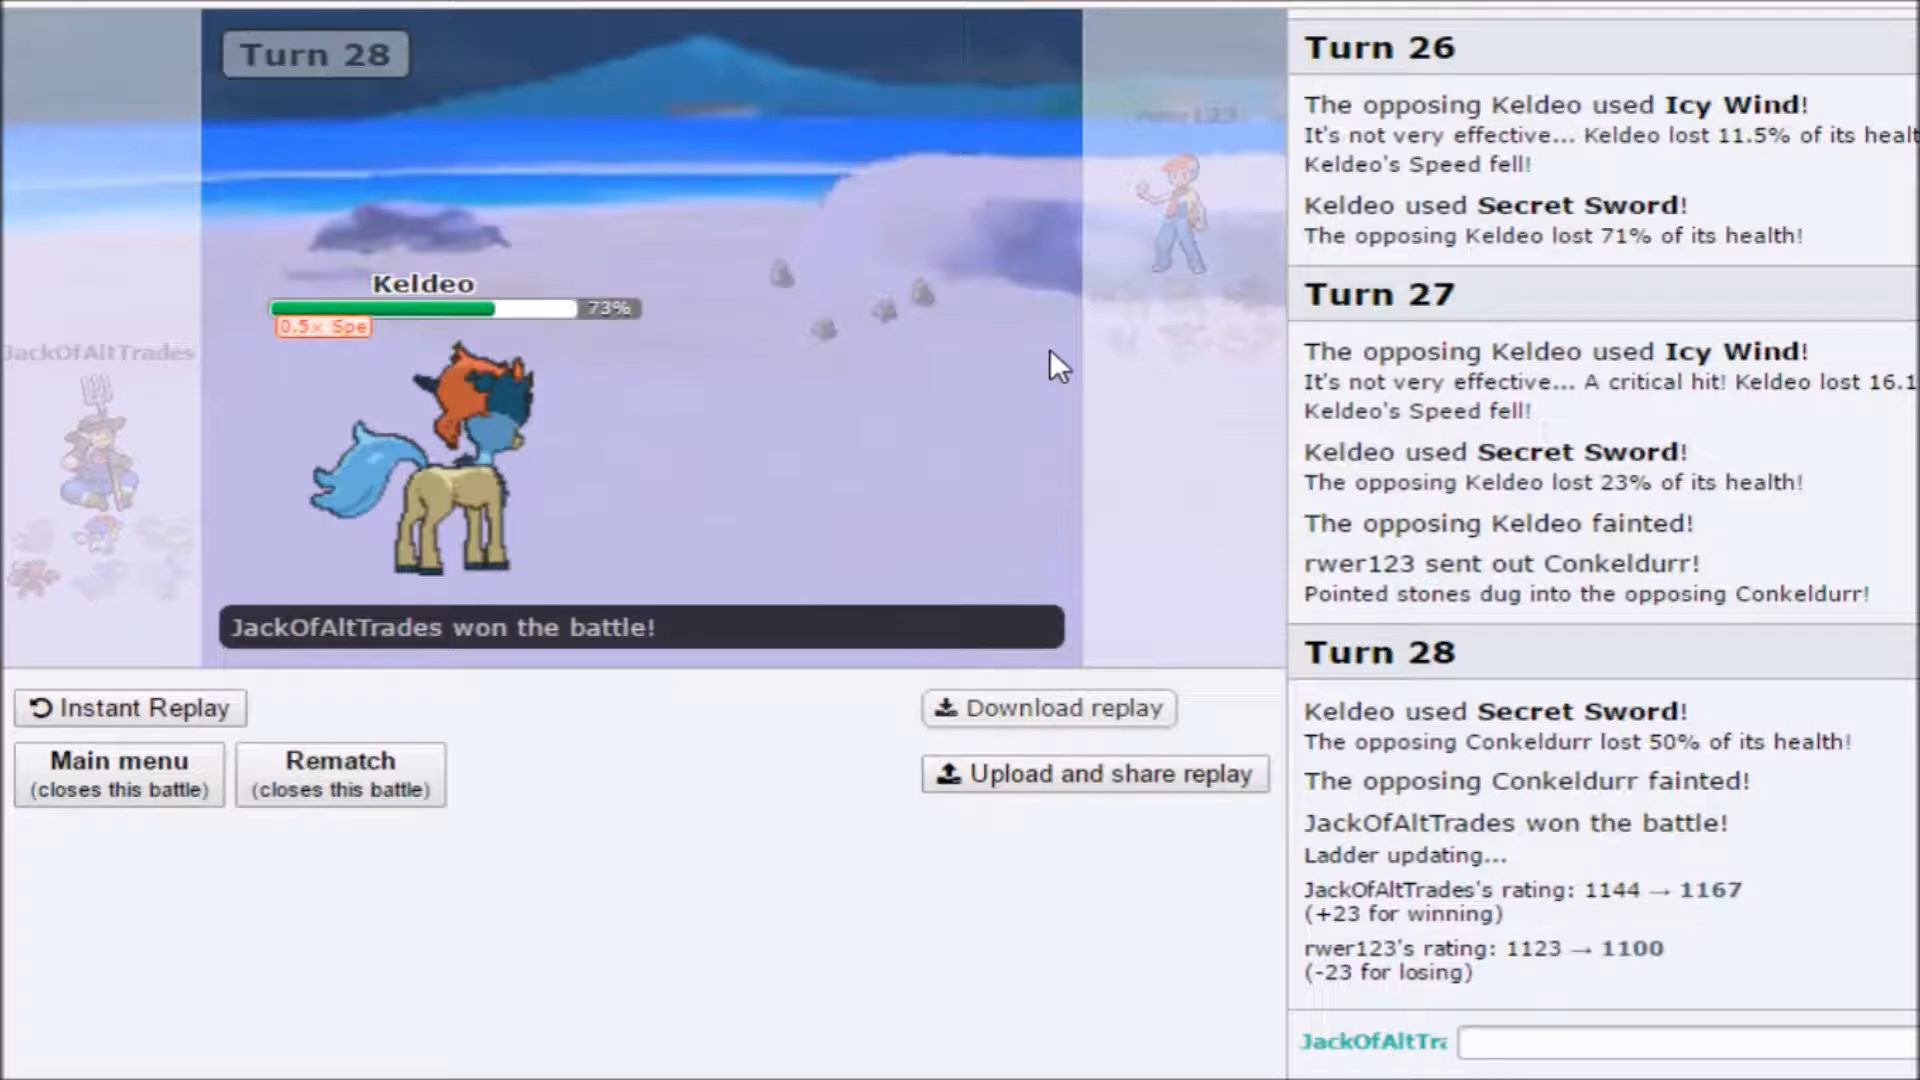 Turn 28
Keldeo
73%
0.5× Spe
JackOfAltTrades
JackOfAltTrades won the battle!
Instant Replay
Download replay
Main menu
(closes this battle)
Rematch
(closes this battle)
Upload and share replay
Turn 26
The opposing Keldeo used Icy Wind!
It's not very effective... Keldeo lost 11.5% of its healt
Keldeo's Speed fell!
Keldeo used Secret Sword!
The opposing Keldeo lost 71% of its health!
Turn 27
The opposing Keldeo used Icy Wind!
It's not very effective... A critical hit! Keldeo lost 16.1
Keldeo's Speed fell!
Keldeo used Secret Sword!
The opposing Keldeo lost 23% of its health!
The opposing Keldeo fainted!
rwer123 sent out Conkeldurr!
Pointed stones dug into the opposing Conkeldurr!
Turn 28
Keldeo used Secret Sword!
The opposing Conkeldurr lost 50% of its health!
The opposing Conkeldurr fainted!
JackOfAltTrades won the battle!
Ladder updating...
JackOfAltTrades's rating: 1144 → 1167
(+23 for winning)
rwer123's rating: 1123 → 1100
(-23 for losing)
JackOfAltTra